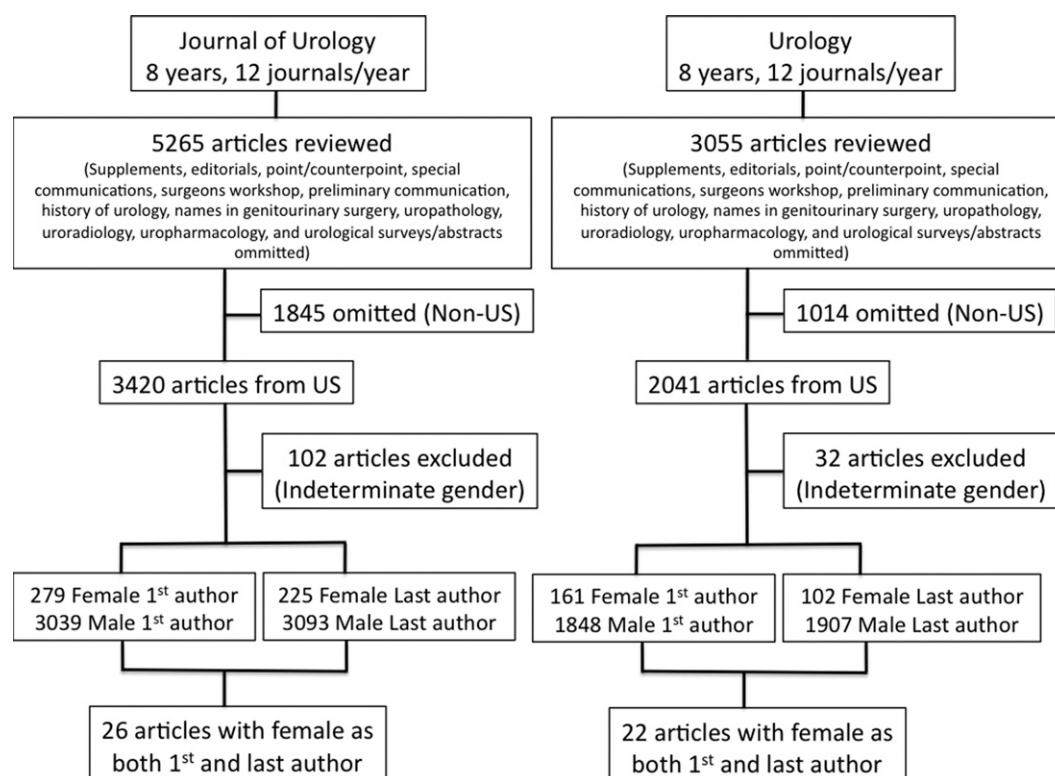 Journal of Urology
8 years, 12 journals/year
5265 articles reviewed
(Supplements, editorials, point/counterpoint, special
communications, surgeons workshop, preliminary communication,
history of urology, names in genitourinary surgery, uropathology,
uroradiology, uropharmacology, and urological surveys/abstracts
ommitted)
1845 omitted (Non-US)
3420 articles from US
102 articles excluded
(Indeterminate gender)
279 Female 1st author
3039 Male 1st author
225 Female Last author
3093 Male Last author
26 articles with female as
both 1st and last author
Urology
8 years, 12 journals/year
3055 articles reviewed
(Supplements, editorials, point/counterpoint, special
communications, surgeons workshop, preliminary communication,
history of urology, names in genitourinary surgery, uropathology,
uroradiology, uropharmacology, and urological surveys/abstracts
ommitted)
1014 omitted (Non-US)
2041 articles from US
32 articles excluded
(Indeterminate gender)
161 Female 1st author
1848 Male 1st author
102 Female Last author
1907 Male Last author
22 articles with female as
both 1st and last author